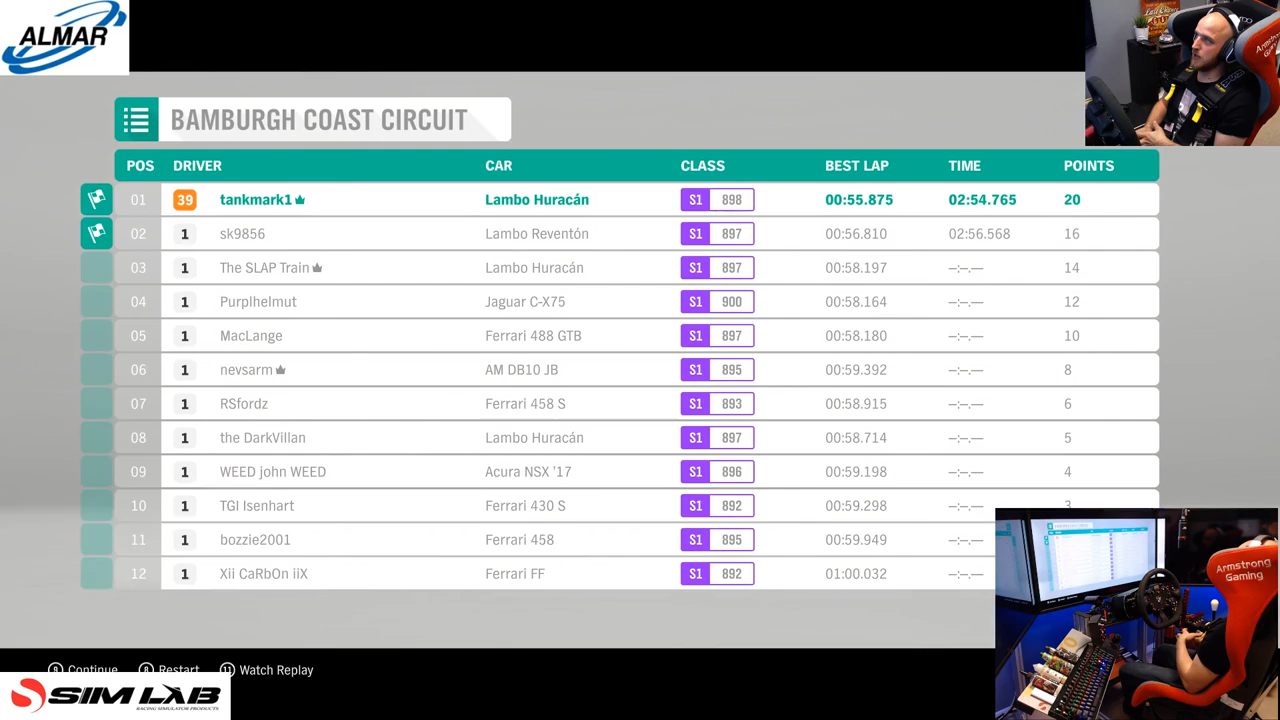 ALMAR
BAMBURGH COAST CIRCUIT
POS DRIVER CAR CLASS BEST LAP TIME POINTS
01 39 tankmark1 Lambo Huracán S1 898 00:55.875 02:54.765 20
02 1 sk9856 Lambo Reventón S1 897 00:56.810 02:56.568 16
03 1 The SLAP Train Lambo Huracán S1 897 00:58.197 --:--.--- 14
04 1 Purplhelmut Jaguar C-X75 S1 900 00:58.164 --:--.--- 12
05 1 MacLange Ferrari 488 GTB S1 897 00:58.180 --:--.--- 10
06 1 nevsarm AM DB10 JB S1 895 00:59.392 --:--.--- 8
07 1 RSfordz Ferrari 458 S S1 893 00:58.915 --:--.--- 6
08 1 the DarkVillan Lambo Huracán S1 897 00:58.714 --:--.--- 5
09 1 WEED john WEED Acura NSX '17 S1 896 00:59.198 --:--.--- 4
10 1 TGI Isenhart Ferrari 430 S S1 892 00:59.298 --:--.--- 3
11 1 bozzie2001 Ferrari 458 S1 895 00:59.949 --:--.---
12 1 Xii CaRbOn iiX Ferrari FF S1 892 01:00.032 --:--.---
Armstrong
Gaming
9 Continue 8 Restart 11 Watch Replay
SIM LAB
RACING SIMULATOR PRODUCTS